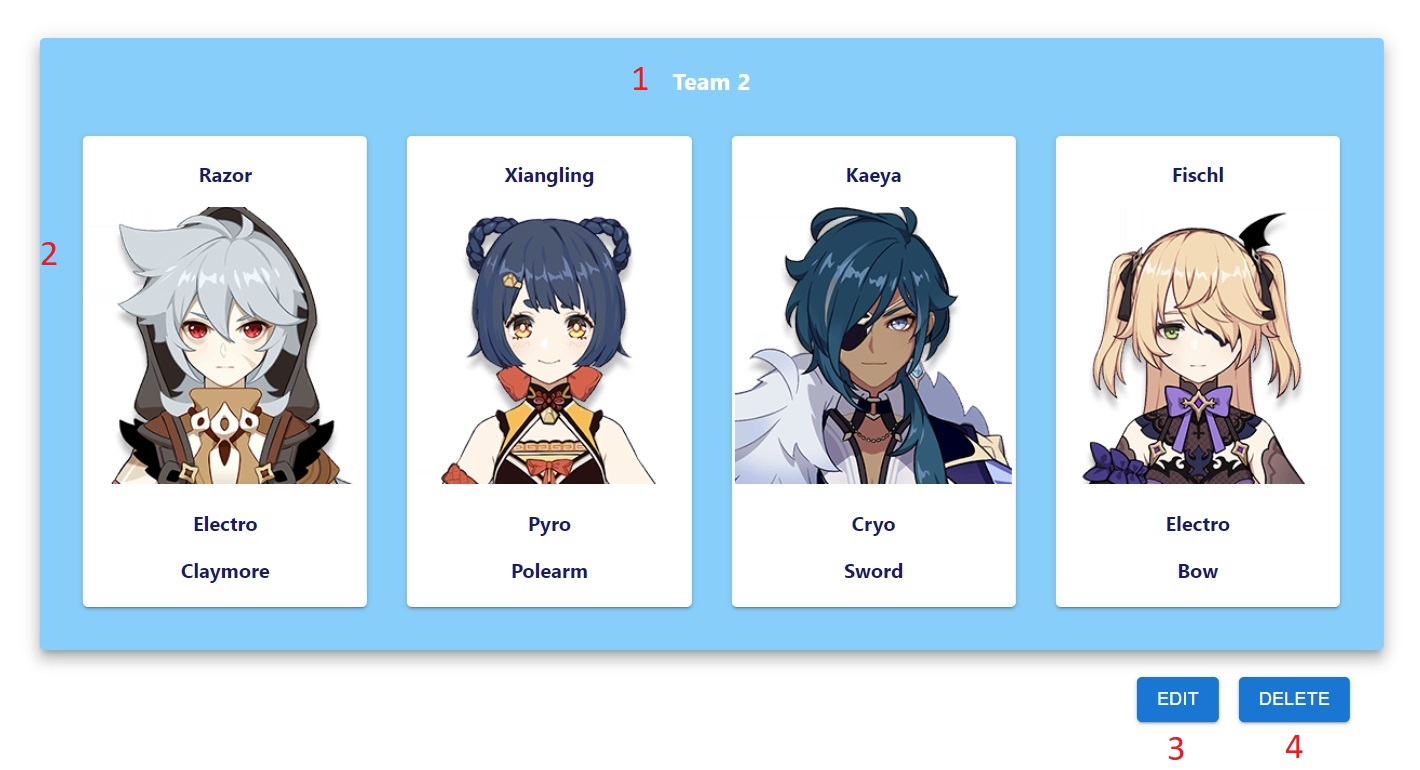 1 Team 2
Razor Xiangling Kaeya Fischl
2
Electro Pyro Cryo Electro
Claymore Polearm Sword Bow
EDIT DELETE
3 4